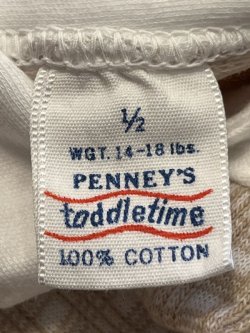 1/2
WGT. 14-18 lbs.
PENNEY'S
toddletime
100% COTTON